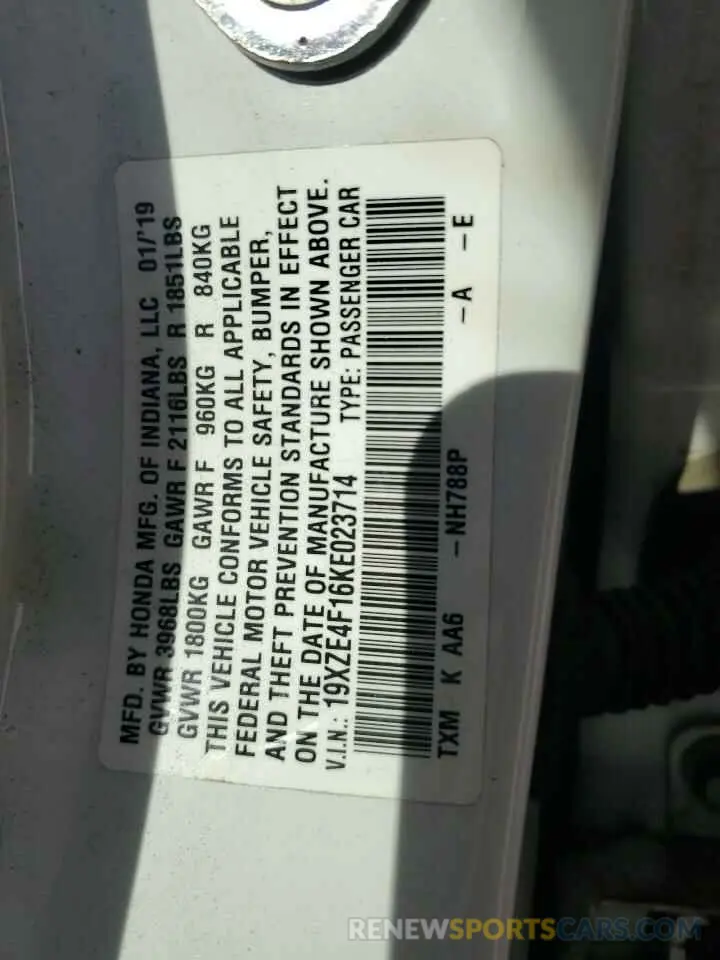 MFD. BY HONDA MFG. OF INDIANA, LLC 01/'19
GVWR 3968LBS GAWR F 2116LBS R 1851LBS
GVWR 1800KG GAWR F 960KG R 840KG
THIS VEHICLE CONFORMS TO ALL APPLICABLE
FEDERAL MOTOR VEHICLE SAFETY, BUMPER,
AND THEFT PREVENTION STANDARDS IN EFFECT
ON THE DATE OF MANUFACTURE SHOWN ABOVE.
V.I.N.: 19XZE4F16KE023714 TYPE: PASSENGER CAR
TXM K AA6 -NH788P -A -E
RENEWSPORTSCARS.COM